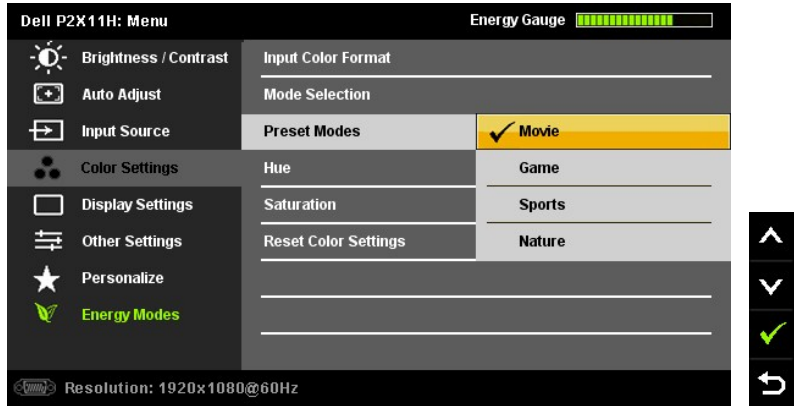 Dell P2X11H: Menu
Energy Gauge
Brightness / Contrast
Input Color Format
Auto Adjust
Mode Selection
Input Source
Preset Modes
Movie
Color Settings
Hue
Game
Display Settings
Saturation
Sports
Other Settings
Reset Color Settings
Nature
Personalize
Energy Modes
Resolution: 1920x1080@60Hz